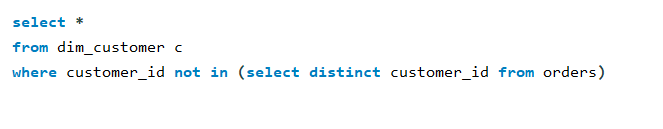 select *
from dim_customer c
where customer_id not in (select distinct customer_id from orders)